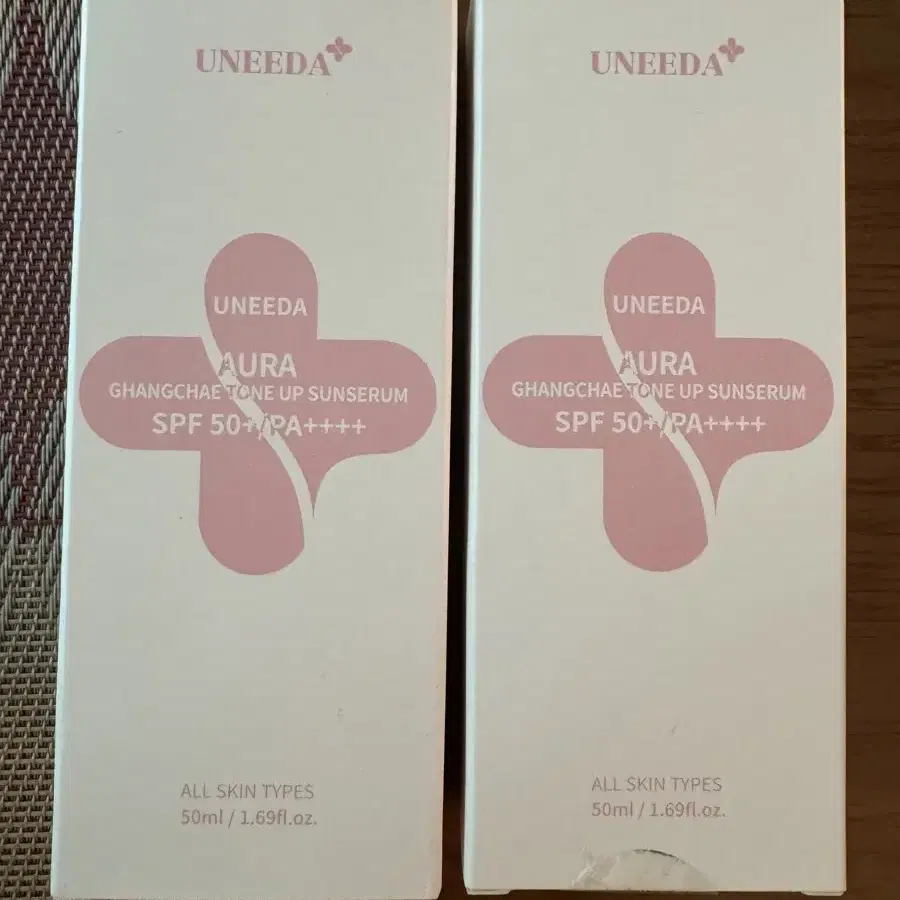 UNEEDA
UNEEDA
AURA
GHANGCHAE TONE UP SUNSERUM
SPF 50+/PA++++
ALL SKIN TYPES
50ml / 1.69fl.oz.
UNEEDA
UNEEDA
AURA
GHANGCHAE TONE UP SUNSERUM
SPF 50+/PA++++
ALL SKIN TYPES
50ml / 1.69fl.oz.